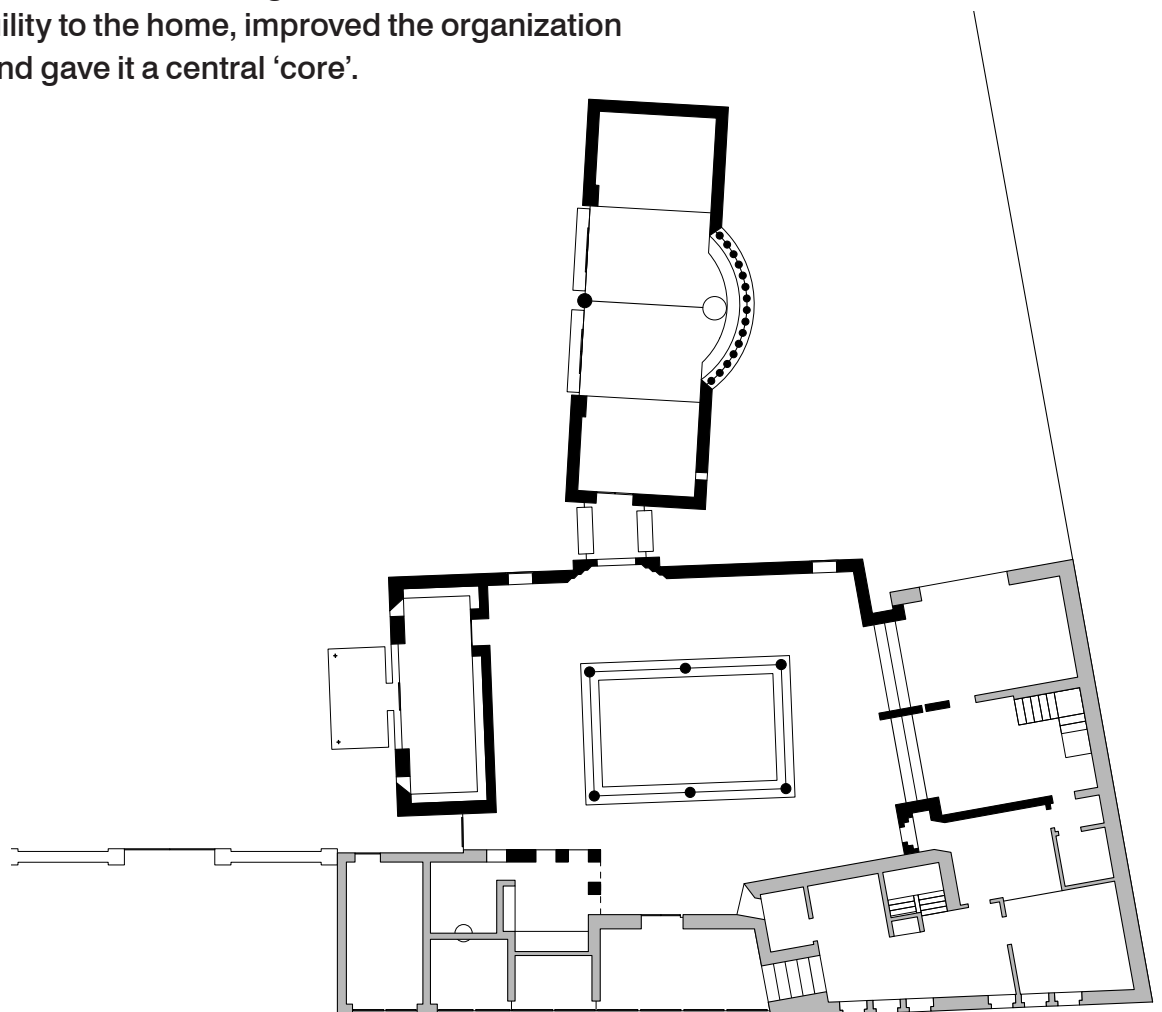 ility to the home, improved the organization
nd gave it a central ‘core’.